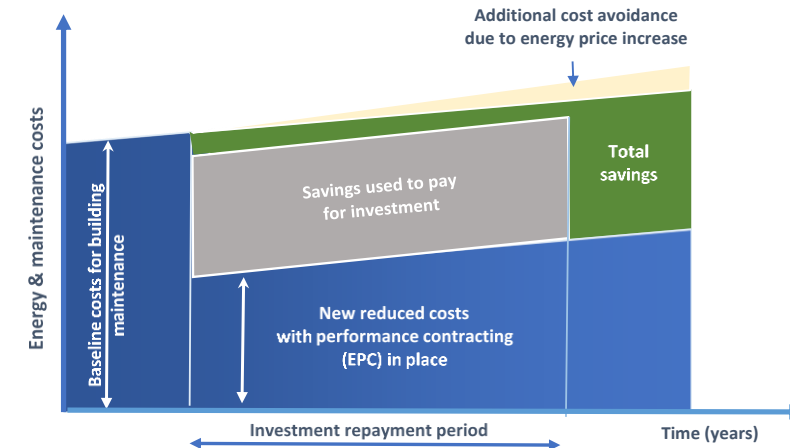 Additional cost avoidance
due to energy price increase
Energy & maintenance costs
Baseline costs for building
maintenance
Savings used to pay
for investment
Total
savings
New reduced costs
with performance contracting
(EPC) in place
Investment repayment period
Time (years)